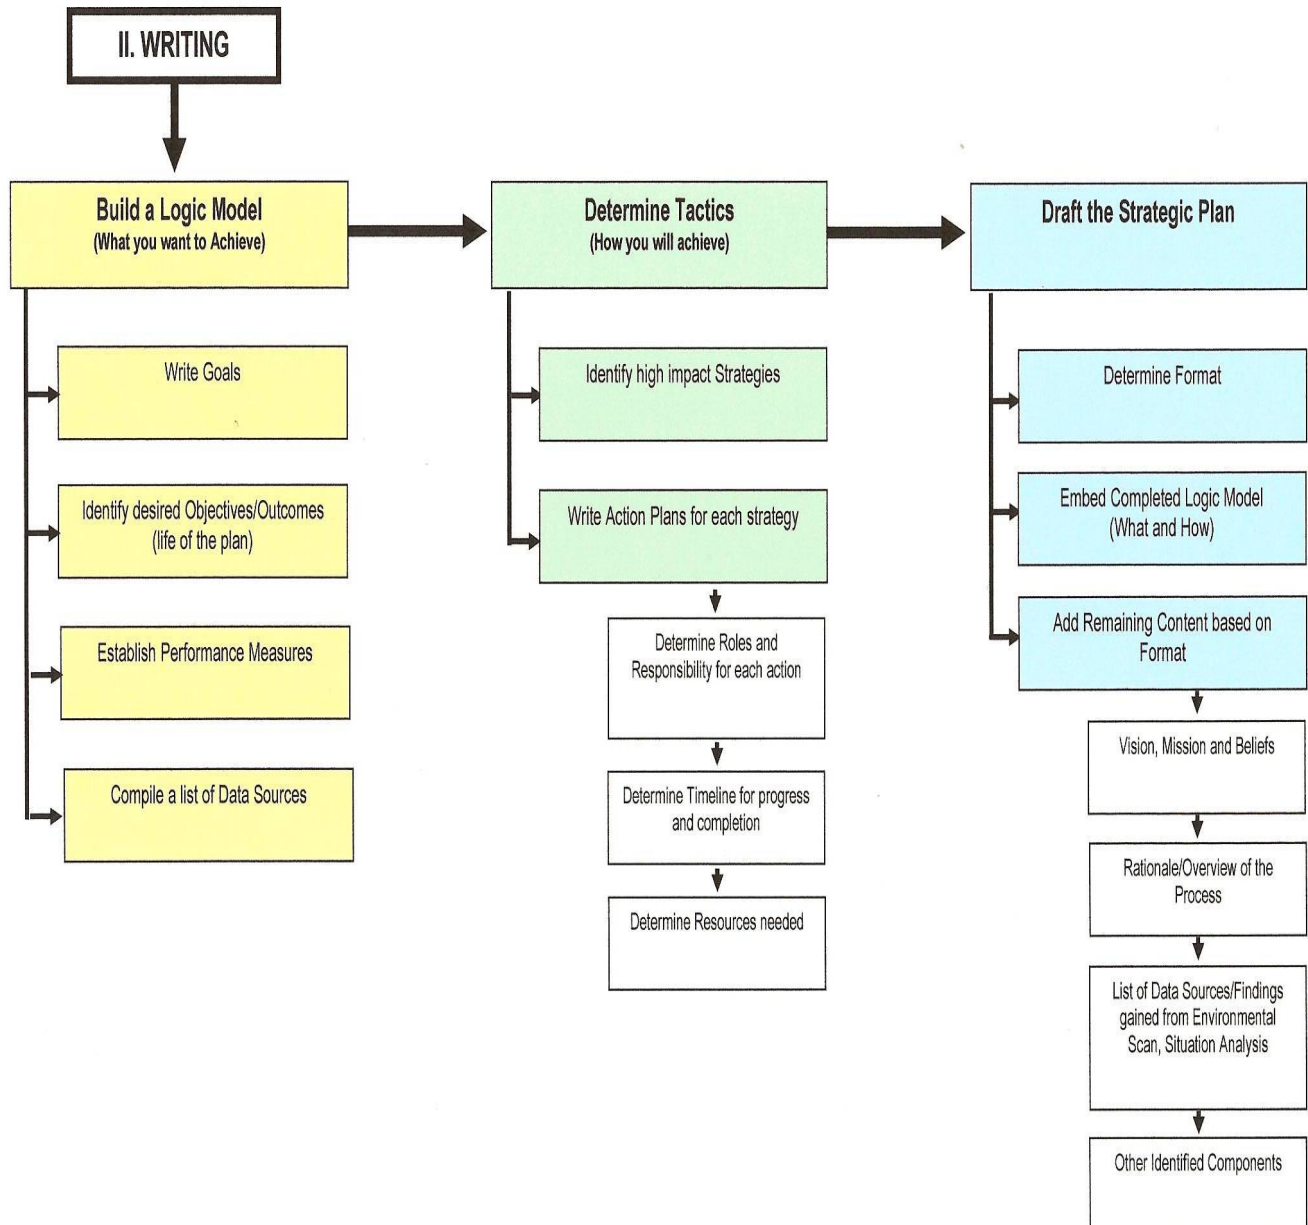 II. WRITING
Build a Logic Model
(What you want to Achieve)
Write Goals
Identify desired Objectives/Outcomes
(life of the plan)
Establish Performance Measures
Compile a list of Data Sources
Determine Tactics
(How you will achieve)
Identify high impact Strategies
Write Action Plans for each strategy
Determine Roles and
Responsibility for each action
Determine Timeline for progress
and completion
Determine Resources needed
Draft the Strategic Plan
Determine Format
Embed Completed Logic Model
(What and How)
Add Remaining Content based on
Format
Vision, Mission and Beliefs
Rationale/Overview of the
Process
List of Data Sources/Findings
gained from Environmental
Scan, Situation Analysis
Other Identified Components